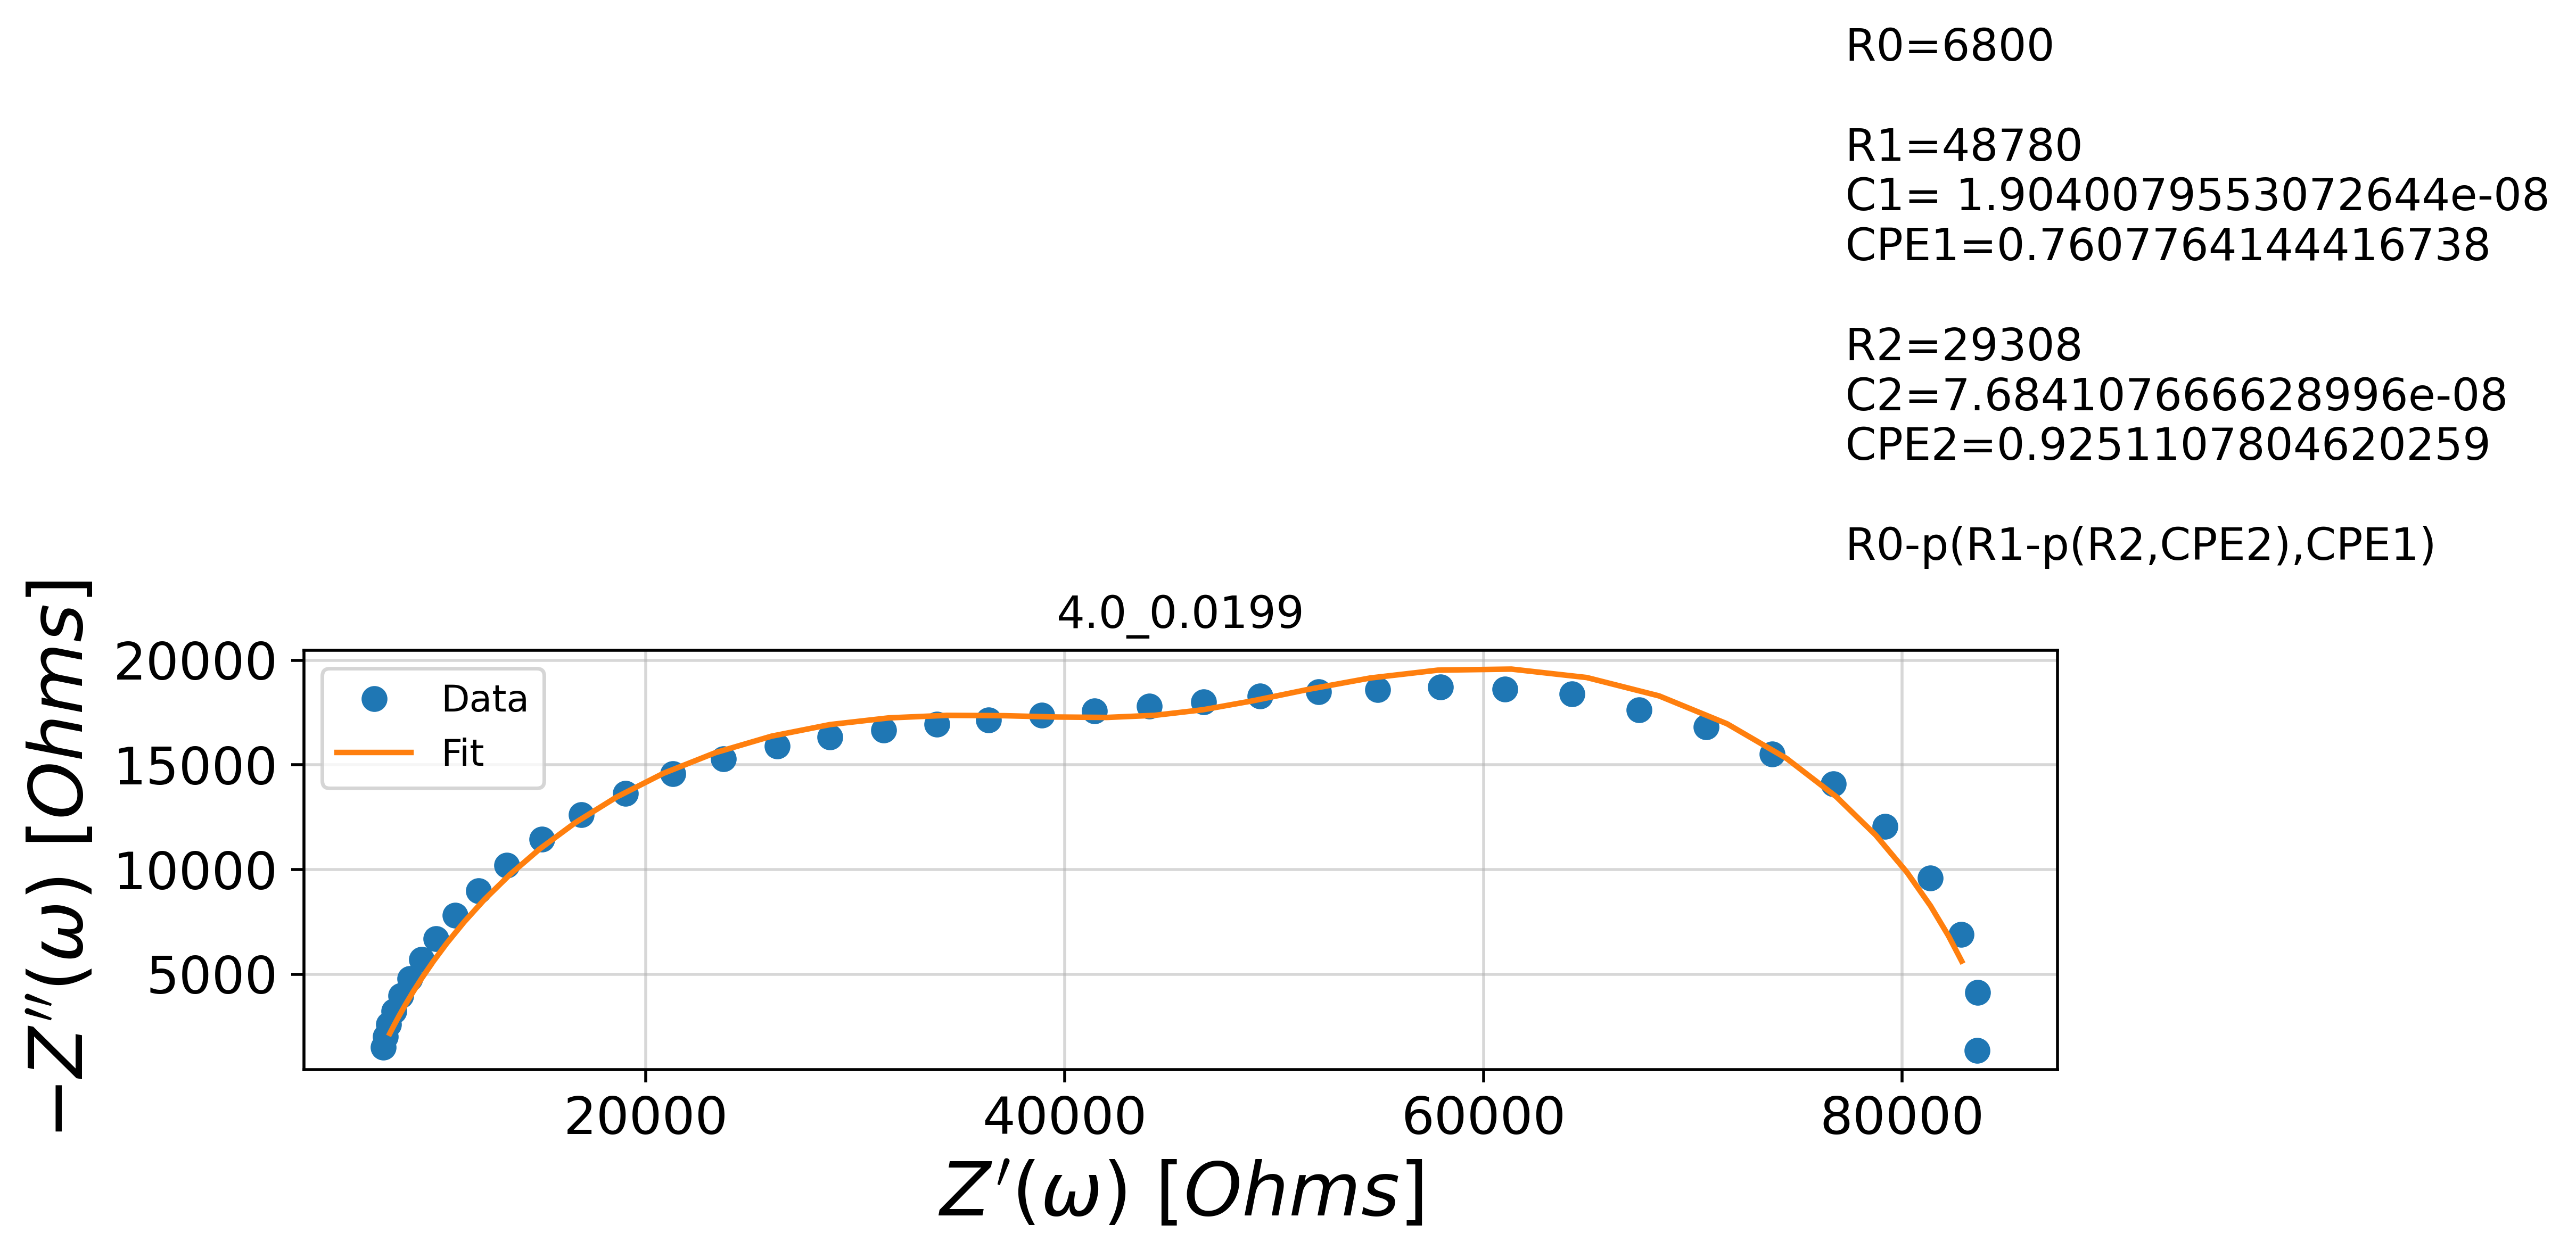 R0=6800
R1=48780
C1= 1.9040079553072644e-08
CPE1=0.7607764144416738
R2=29308
C2=7.6841076666628996e-08
CPE2=0.9251107804620259
R0-p(R1-p(R2,CPE2),CPE1)
4.0_0.0199
−Z′′(ω) [Ohms]
20000
15000
10000
5000
Data
Fit
20000 40000 60000 80000
Z′(ω) [Ohms]